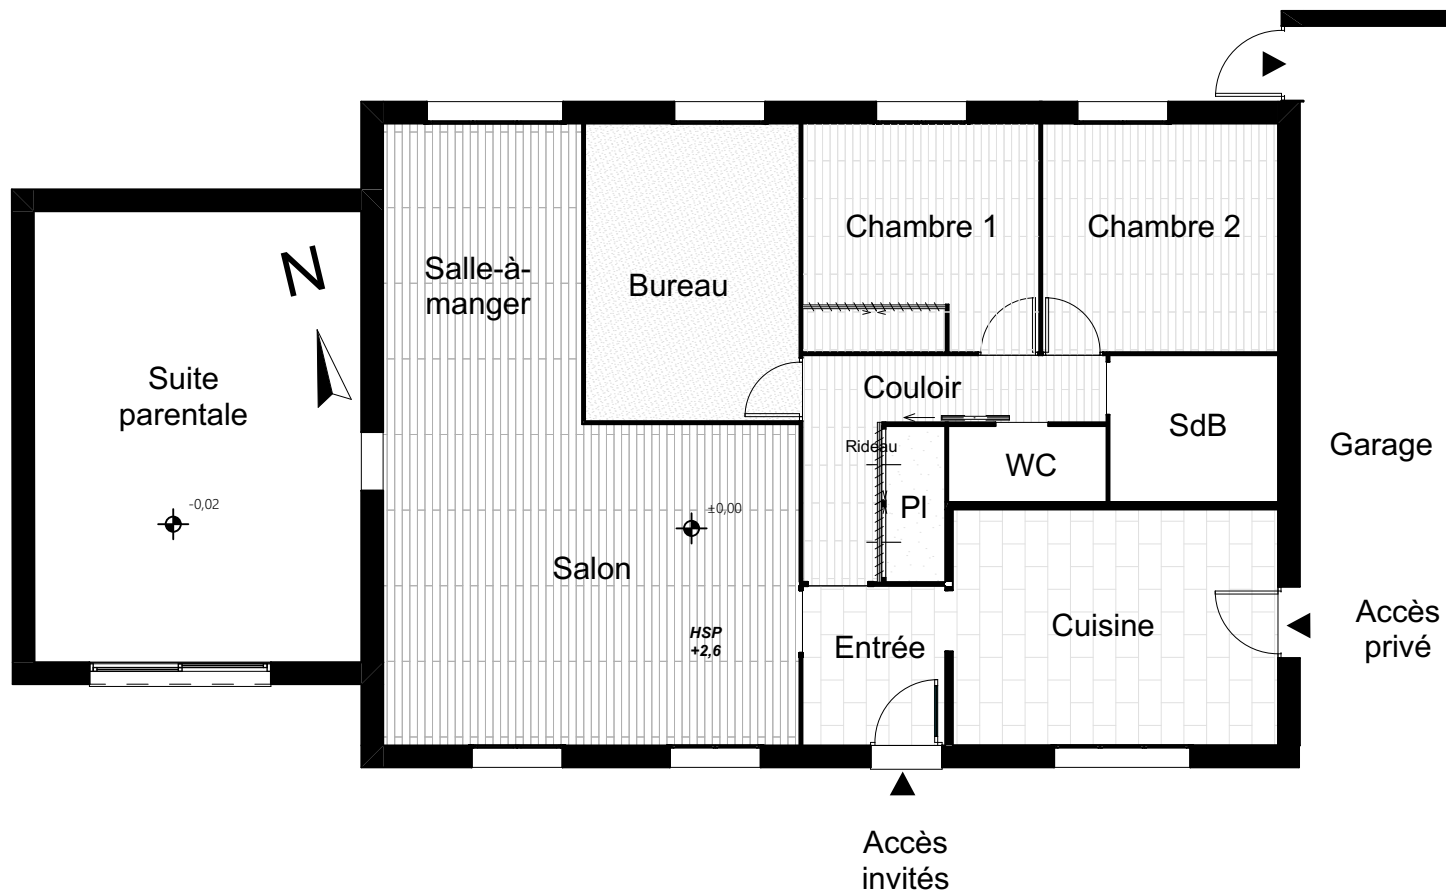 Chambre 1
Chambre 2
Salle-à-
manger
N
Bureau
Suite
parentale
Couloir
SdB
Rideau
Garage
WC
-0,02
±0,00
Pl
Salon
Accès
privé
Cuisine
HSP
+2,6
Entrée
Accès
invités